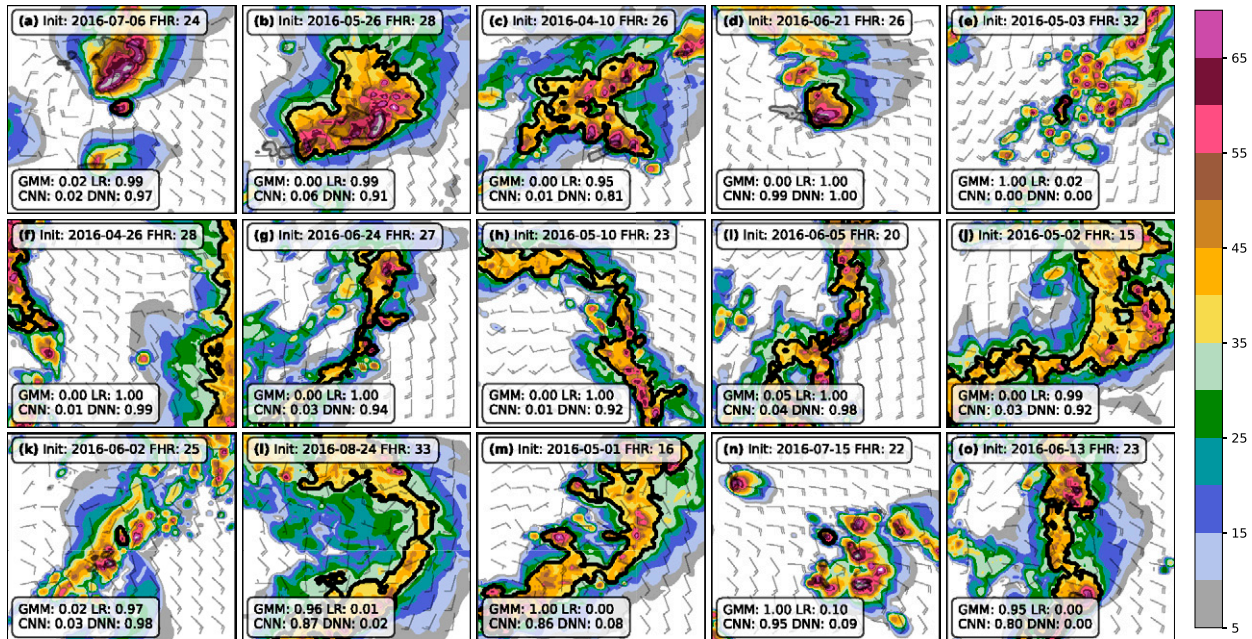 (a) Init: 2016-07-06 FHR: 24
GMM: 0.02 LR: 0.99
CNN: 0.02 DNN: 0.97
(b) Init: 2016-05-26 FHR: 28
GMM: 0.00 LR: 0.99
CNN: 0.06 DNN: 0.91
(c) Init: 2016-04-10 FHR: 26
GMM: 0.00 LR: 0.95
CNN: 0.01 DNN: 0.81
(d) Init: 2016-06-21 FHR: 26
GMM: 0.00 LR: 1.00
CNN: 0.99 DNN: 1.00
(e) Init: 2016-05-03 FHR: 32
GMM: 1.00 LR: 0.02
CNN: 0.00 DNN: 0.00
(f) Init: 2016-04-26 FHR: 28
GMM: 0.00 LR: 1.00
CNN: 0.01 DNN: 0.99
(g) Init: 2016-06-24 FHR: 27
GMM: 0.00 LR: 1.00
CNN: 0.03 DNN: 0.94
(h) Init: 2016-05-10 FHR: 23
GMM: 0.00 LR: 1.00
CNN: 0.01 DNN: 0.92
(i) Init: 2016-06-05 FHR: 20
GMM: 0.05 LR: 1.00
CNN: 0.04 DNN: 0.98
(j) Init: 2016-05-02 FHR: 15
GMM: 0.00 LR: 0.99
CNN: 0.03 DNN: 0.92
(k) Init: 2016-06-02 FHR: 25
GMM: 0.02 LR: 0.97
CNN: 0.03 DNN: 0.98
(l) Init: 2016-08-24 FHR: 33
GMM: 0.96 LR: 0.01
CNN: 0.87 DNN: 0.02
(m) Init: 2016-05-01 FHR: 16
GMM: 1.00 LR: 0.00
CNN: 0.86 DNN: 0.08
(n) Init: 2016-07-15 FHR: 22
GMM: 1.00 LR: 0.10
CNN: 0.95 DNN: 0.09
(o) Init: 2016-06-13 FHR: 23
GMM: 0.95 LR: 0.00
CNN: 0.80 DNN: 0.00
65
55
45
35
25
15
5